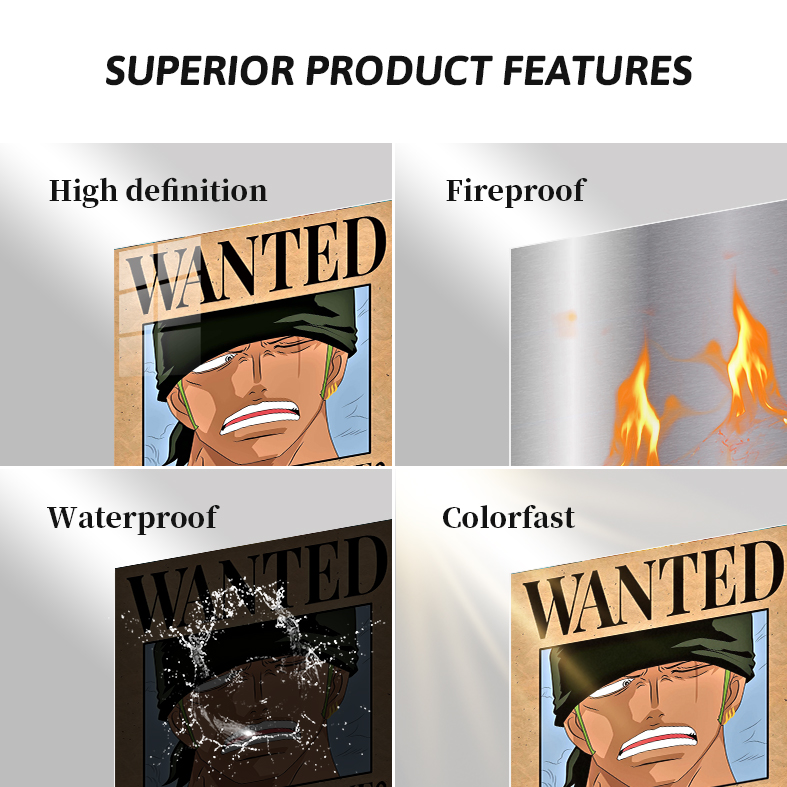 SUPERIOR PRODUCT FEATURES
High definition
Fireproof
WANTED
Waterproof
Colorfast
WANTED
WANTED